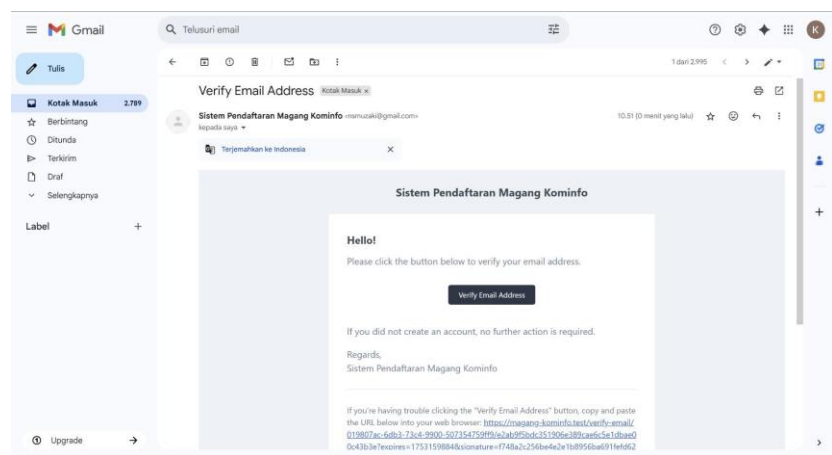 Gmail
Telusuri email
K
Tulis
1 dari 2.995
Verify Email Address Kotak Masuk x
Kotak Masuk 2.789
Berbintang
Ditunda
Terkirim
Draf
Selengkapnya
Label
Sistem Pendaftaran Magang Kominfo <nsmuzaki@gmail.com>
10.51 (0 menit yang lalu)
kepada saya
Terjemahkan ke Indonesia
Sistem Pendaftaran Magang Kominfo
Hello!
Please click the button below to verify your email address.
Verify Email Address
If you did not create an account, no further action is required.
Regards,
Sistem Pendaftaran Magang Kominfo
If you're having trouble clicking the "Verify Email Address" button, copy and paste
the URL below into your web browser: https://magang-kominfo.test/verify-email/
Upgrade